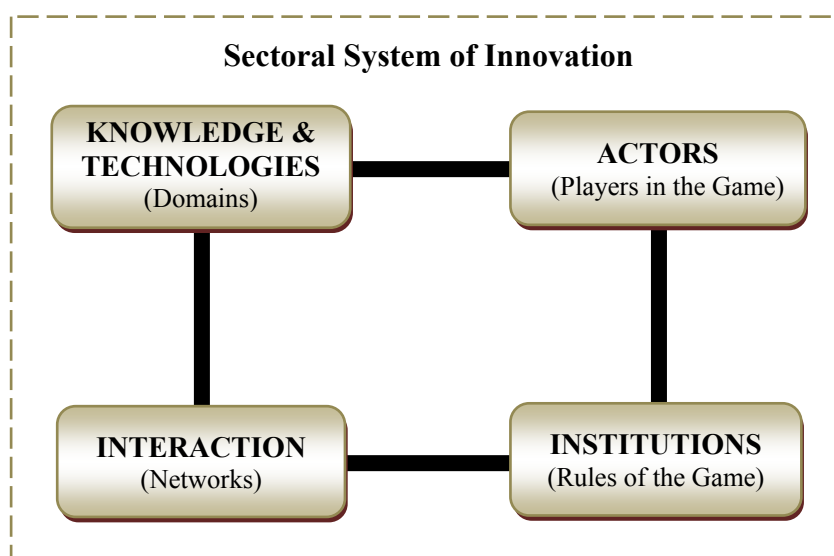 Sectoral System of Innovation
KNOWLEDGE &
TECHNOLOGIES
(Domains)
ACTORS
(Players in the Game)
INTERACTION
(Networks)
INSTITUTIONS
(Rules of the Game)